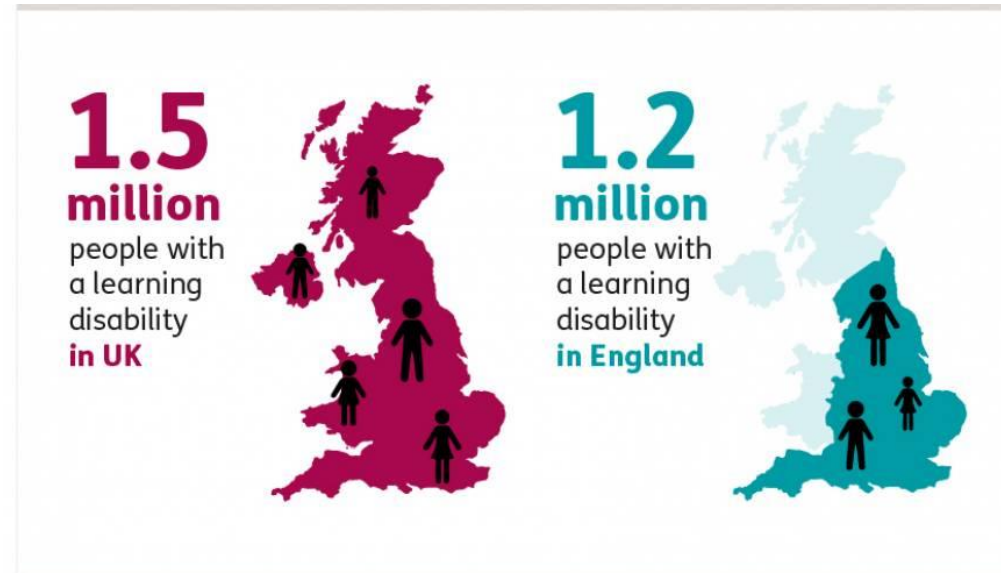 1.5
million
people with
a learning
disability
in UK
1.2
million
people with
a learning
disability
in England